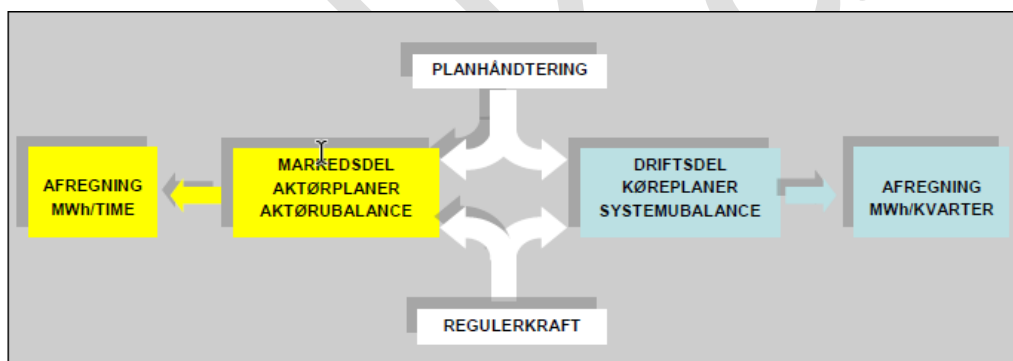 PLANHÅNDTERING
AFREGNING
MWh/TIME
MARKEDSDEL
AKTØRPLANER
AKTØRUBALANCE
DRIFTSDEL
KØREPLANER
SYSTEMUBALANCE
AFREGNING
MWh/KVARTER
REGULERKRAFT